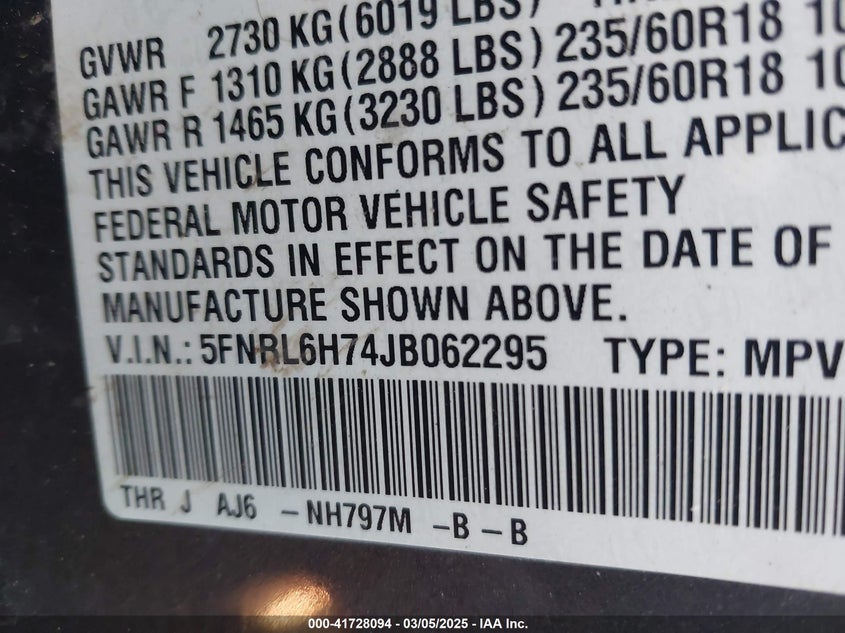 GVWR 2730 KG (6019 LBS)
GAWR F 1310 KG (2888 LBS) 235/60R18
GAWR R 1465 KG (3230 LBS) 235/60R18
THIS VEHICLE CONFORMS TO ALL
FEDERAL MOTOR VEHICLE SAFETY
STANDARDS IN EFFECT ON THE DATE OF
MANUFACTURE SHOWN ABOVE.
V.I.N.: 5FNRL6H74JB062295 TYPE: MPV
THR J AJ6 -NH797M -B-B
000-41728094 - 03/05/2025 - IAA Inc.